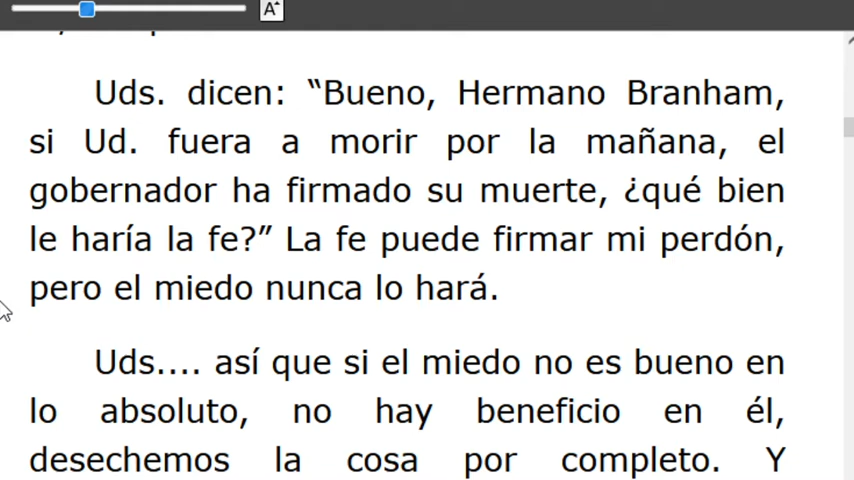 A
Uds. dicen: “Bueno, Hermano Branham,
si Ud. fuera a morir por la mañana, el
gobernador ha firmado su muerte, ¿qué bien
le haría la fe?” La fe puede firmar mi perdón,
pero el miedo nunca lo hará.
Uds.... así que si el miedo no es bueno en
lo absoluto, no hay beneficio en él,
desechemos la cosa por completo. Y